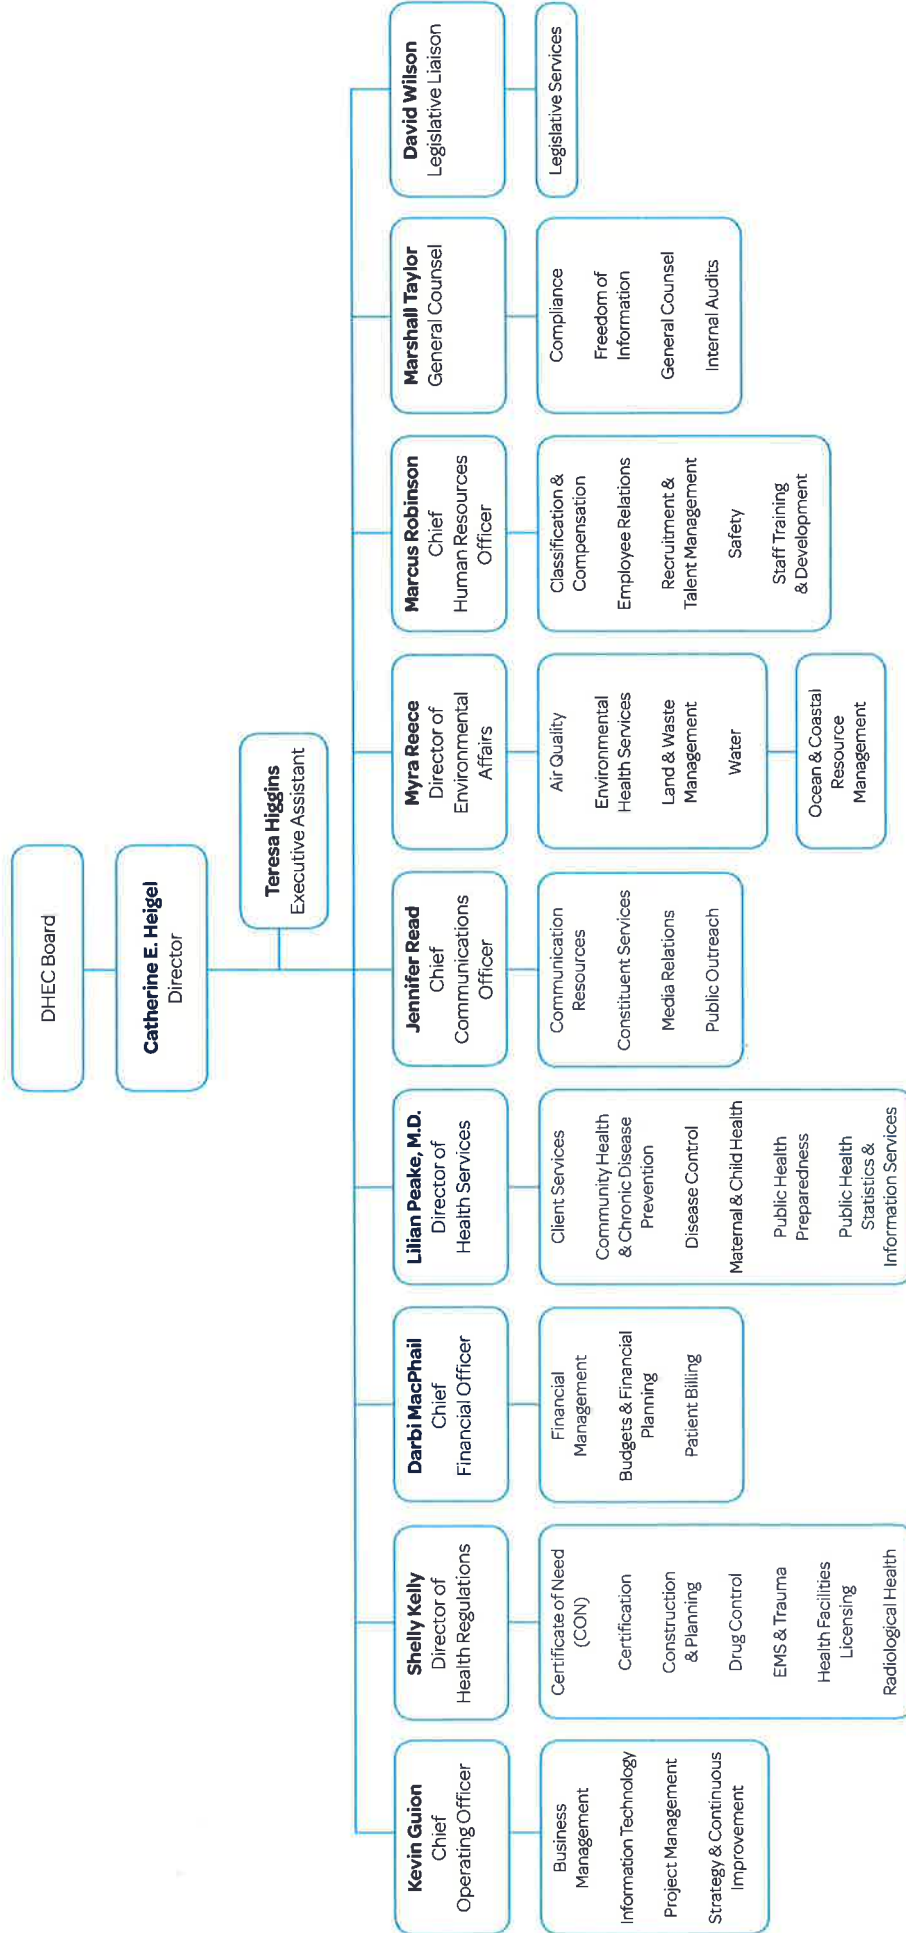 DHEC Board
Catherine E. Heigel
Director
Teresa Higgins
Executive Assistant
Kevin Guion
Chief
Operating Officer
Business
Management
Information Technology
Project Management
Strategy & Continuous
Improvement
Shelly Kelly
Director of
Health Regulations
Certificate of Need
(CON)
Certification
Construction
& Planning
Drug Control
EMS & Trauma
Health Facilities
Licensing
Radiological Health
Darbi MacPhail
Chief
Financial Officer
Financial
Management
Budgets & Financial
Planning
Patient Billing
Lilian Peake, M.D.
Director of
Health Services
Client Services
Community Health
& Chronic Disease
Prevention
Disease Control
Maternal & Child Health
Public Health
Preparedness
Public Health
Statistics &
Information Services
Jennifer Read
Chief
Communications
Officer
Communication
Resources
Constituent Services
Media Relations
Public Outreach
Myra Reece
Director of
Environmental
Affairs
Air Quality
Environmental
Health Services
Land & Waste
Management
Water
Ocean & Coastal
Resource
Management
Marcus Robinson
Chief
Human Resources
Officer
Classification &
Compensation
Employee Relations
Recruitment &
Talent Management
Safety
Staff Training
& Development
Marshall Taylor
General Counsel
Compliance
Freedom of
Information
General Counsel
Internal Audits
David Wilson
Legislative Liaison
Legislative Services